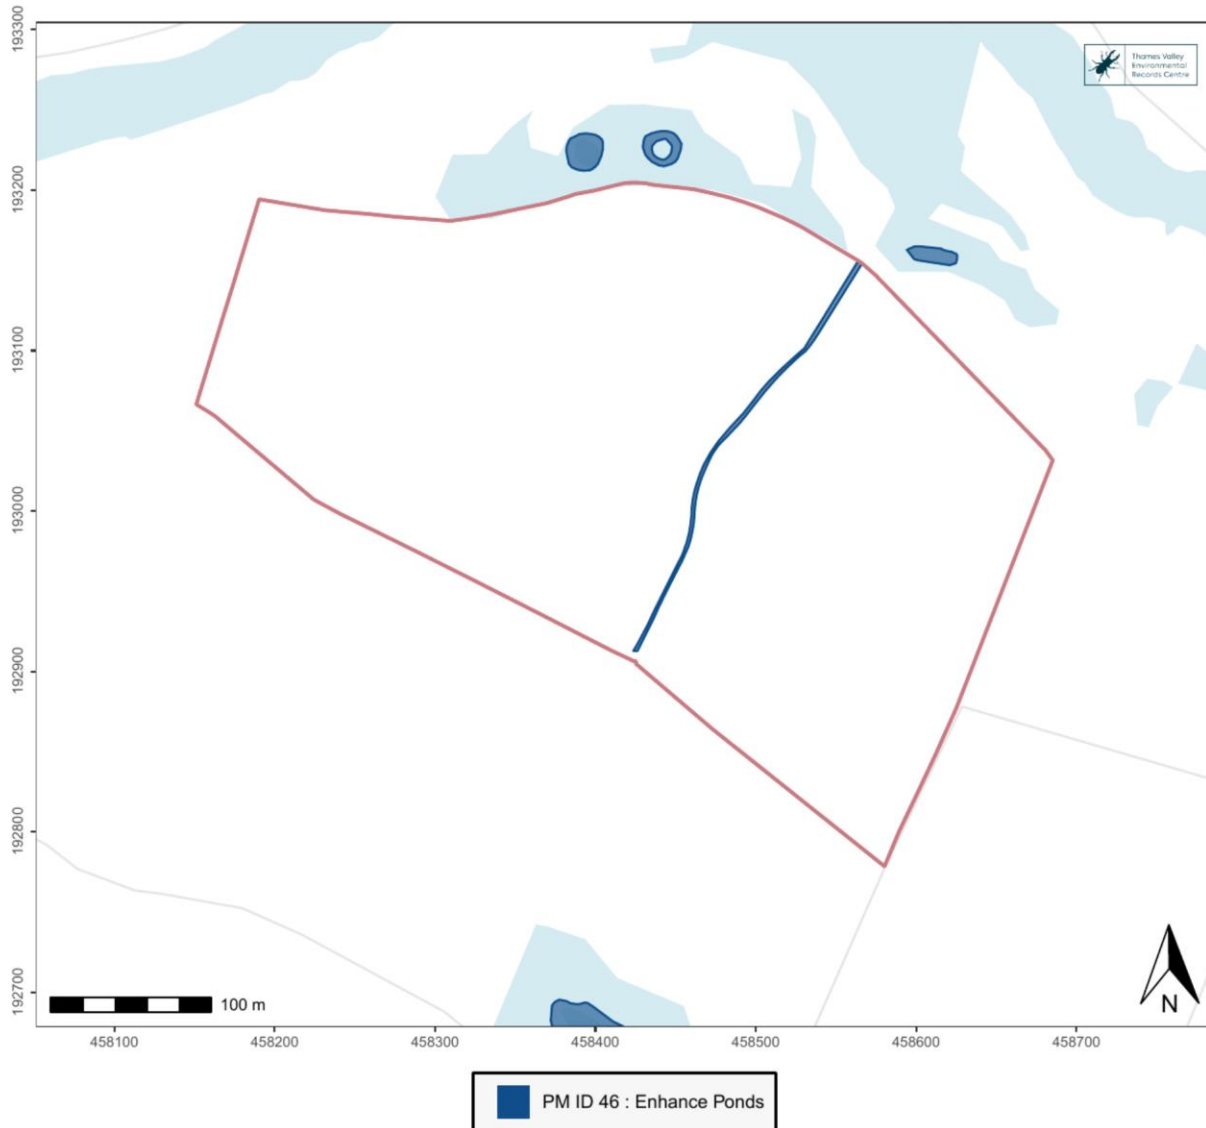 193300
193200
193100
193000
192900
192800
192700
Thames Valley
Environmental
Records Centre
100 m
N
458100 458200 458300 458400 458500 458600 458700
PM ID 46 : Enhance Ponds